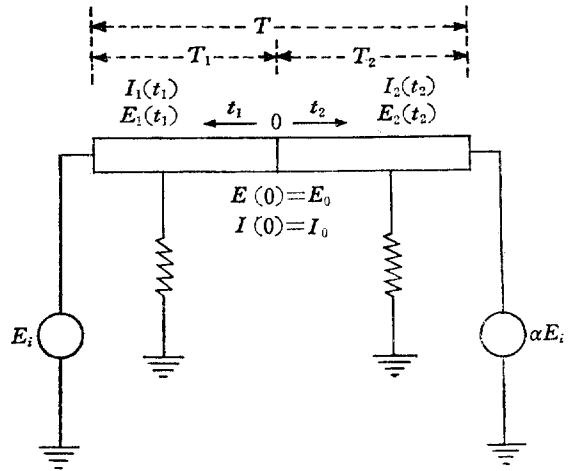 T
T₁ T₂
I₁(t₁) I₂(t₂)
E₁(t₁) t₁ 0 t₂ E₂(t₂)
E (0)=E₀
I (0)=I₀
Eᵢ αEᵢ